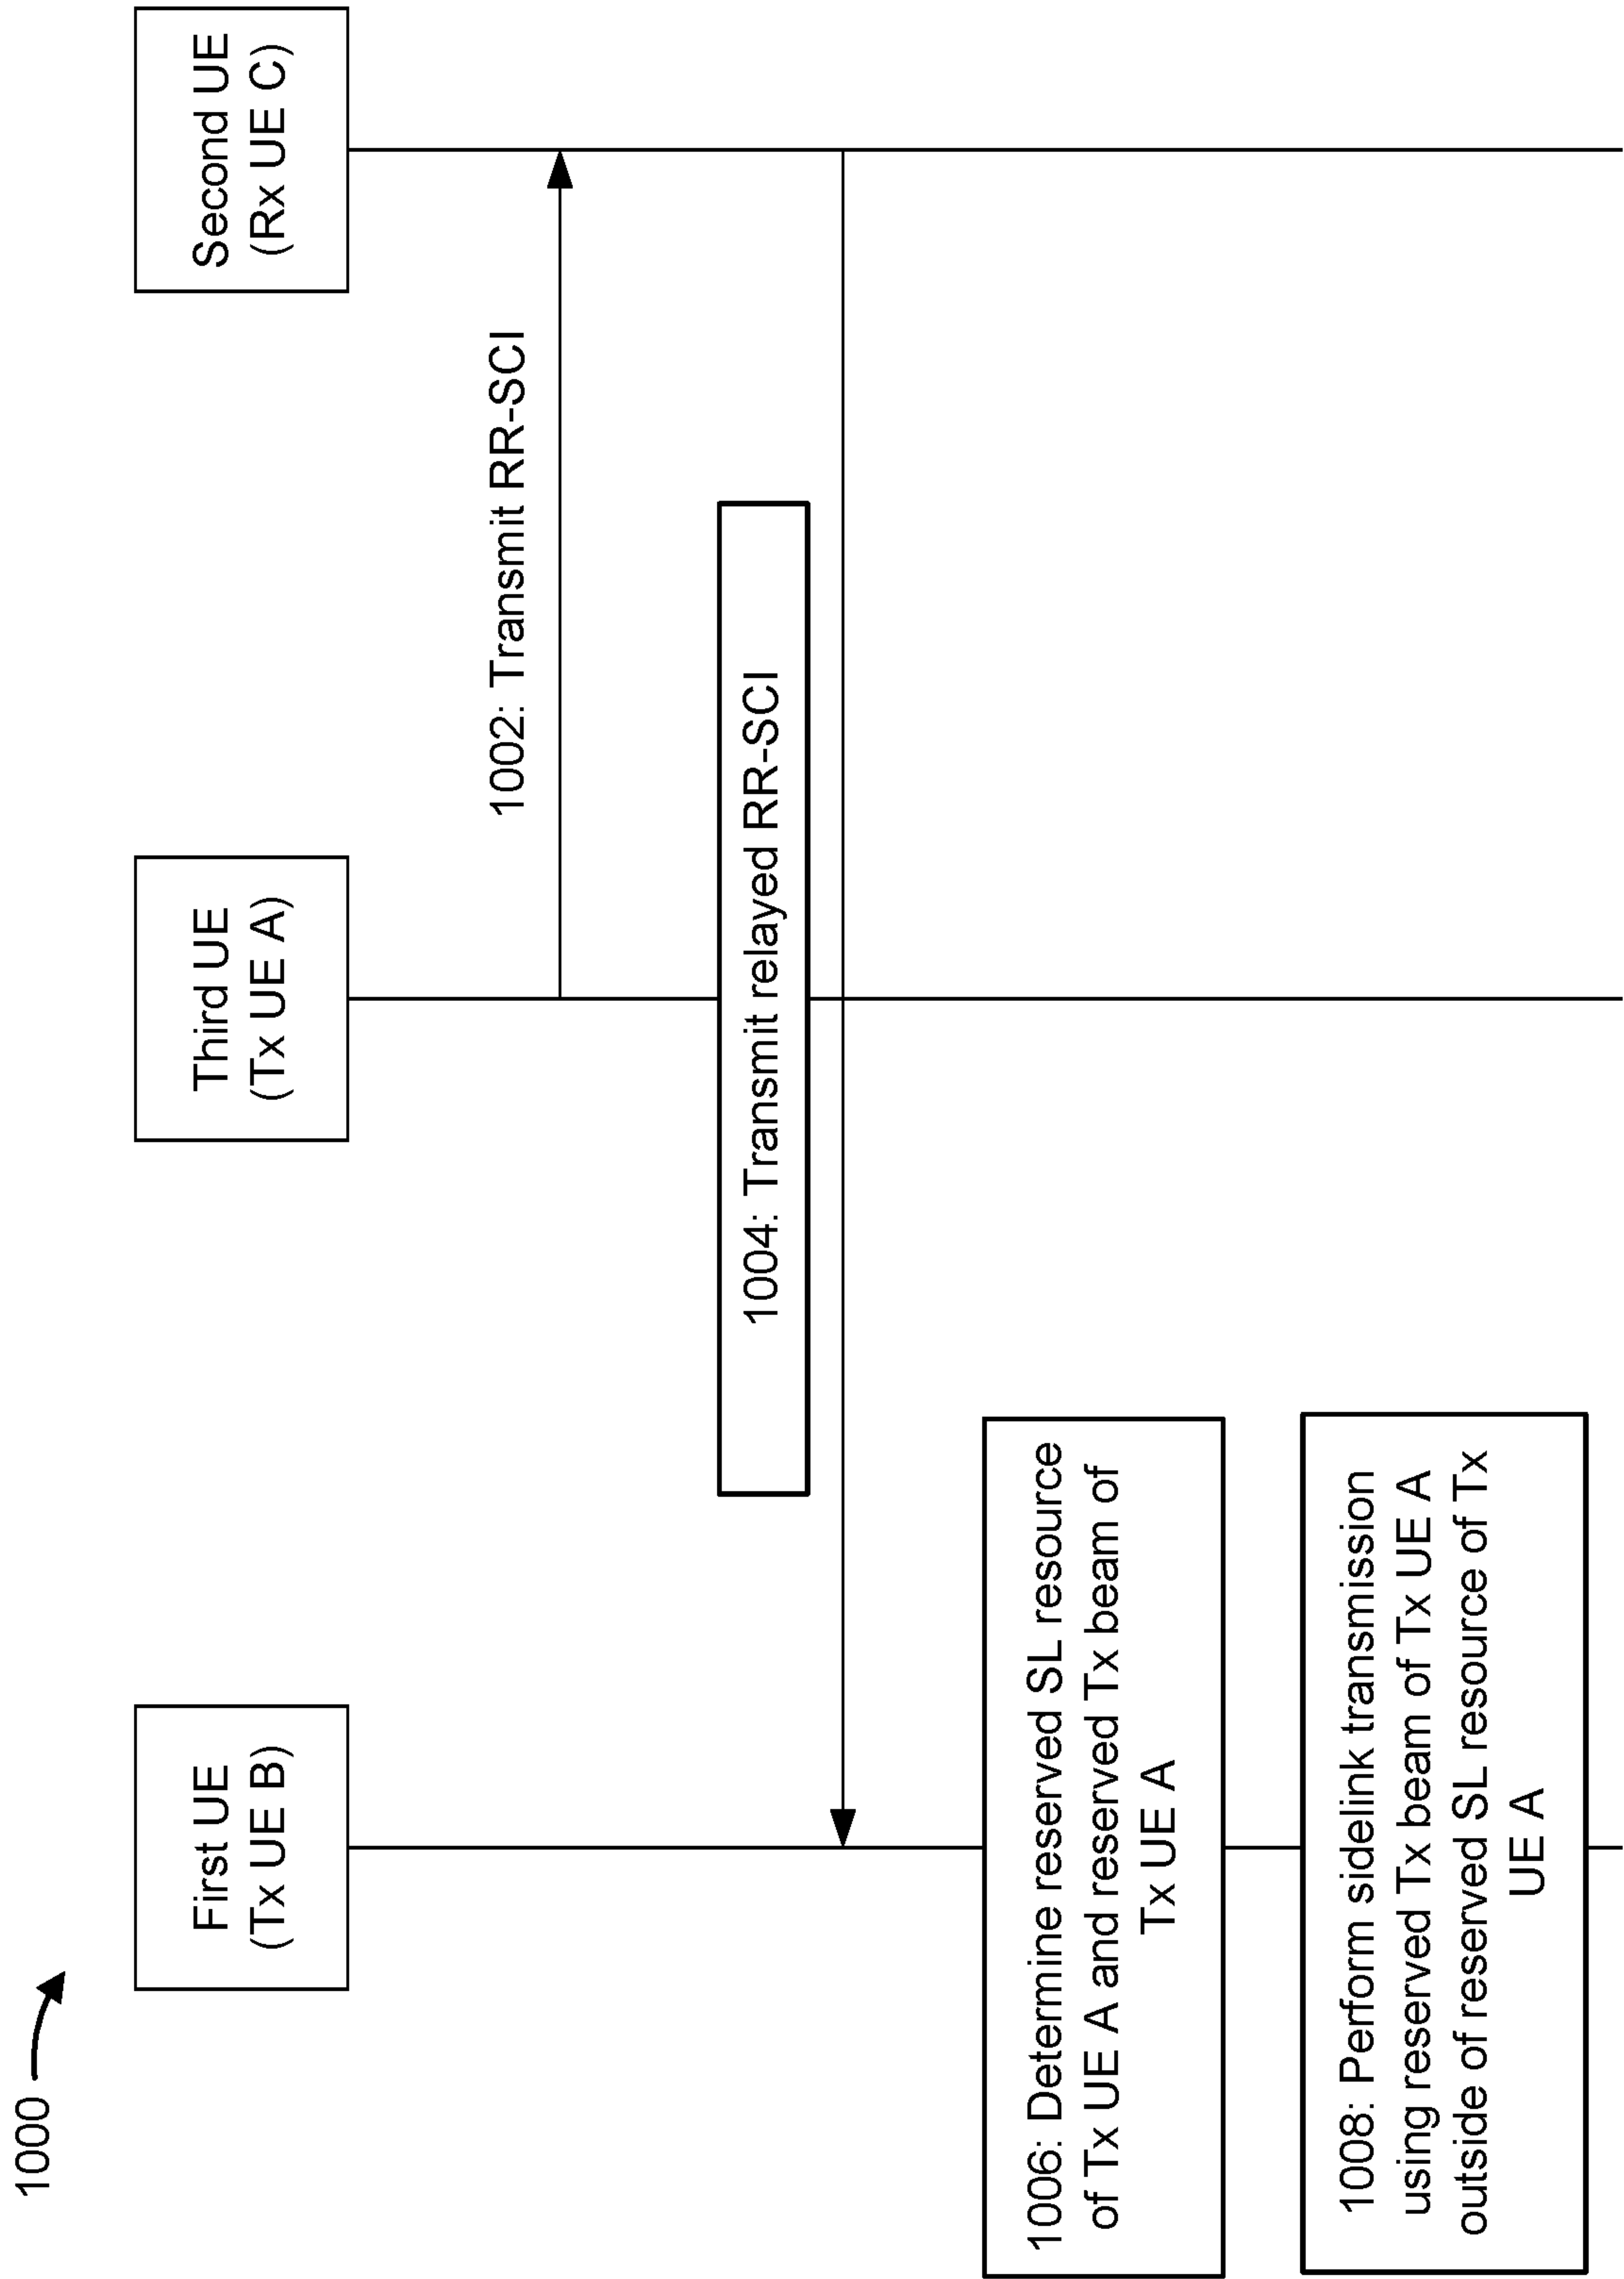 1000
First UE
(Tx UE B)
Third UE
(Tx UE A)
Second UE
(Rx UE C)
1002: Transmit RR-SCI
1004: Transmit relayed RR-SCI
1006: Determine reserved SL resource
of Tx UE A and reserved Tx beam of
Tx UE A
1008: Perform sidelink transmission
using reserved Tx beam of Tx UE A
outside of reserved SL resource of Tx
UE A